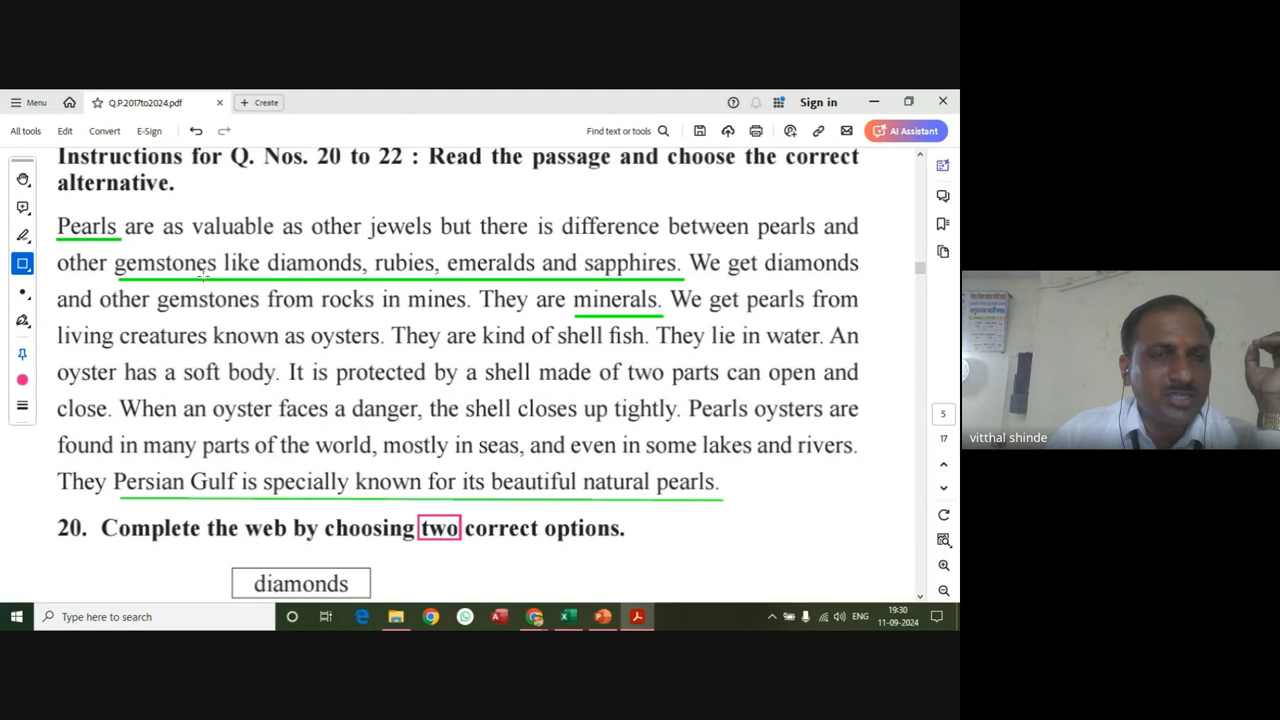 Menu
Q.P.2017to2024.pdf
Create
Sign in
All tools
Edit
Convert
E-Sign
Find text or tools
AI Assistant
Instructions for Q. Nos. 20 to 22 : Read the passage and choose the correct
alternative.
Pearls are as valuable as other jewels but there is difference between pearls and
other gemstones like diamonds, rubies, emeralds and sapphires. We get diamonds
and other gemstones from rocks in mines. They are minerals. We get pearls from
living creatures known as oysters. They are kind of shell fish. They lie in water. An
oyster has a soft body. It is protected by a shell made of two parts can open and
close. When an oyster faces a danger, the shell closes up tightly. Pearls oysters are
found in many parts of the world, mostly in seas, and even in some lakes and rivers.
They Persian Gulf is specially known for its beautiful natural pearls.
20. Complete the web by choosing two correct options.
diamonds
5
17
vitthal shinde
Type here to search
ENG
19:30
11-09-2024